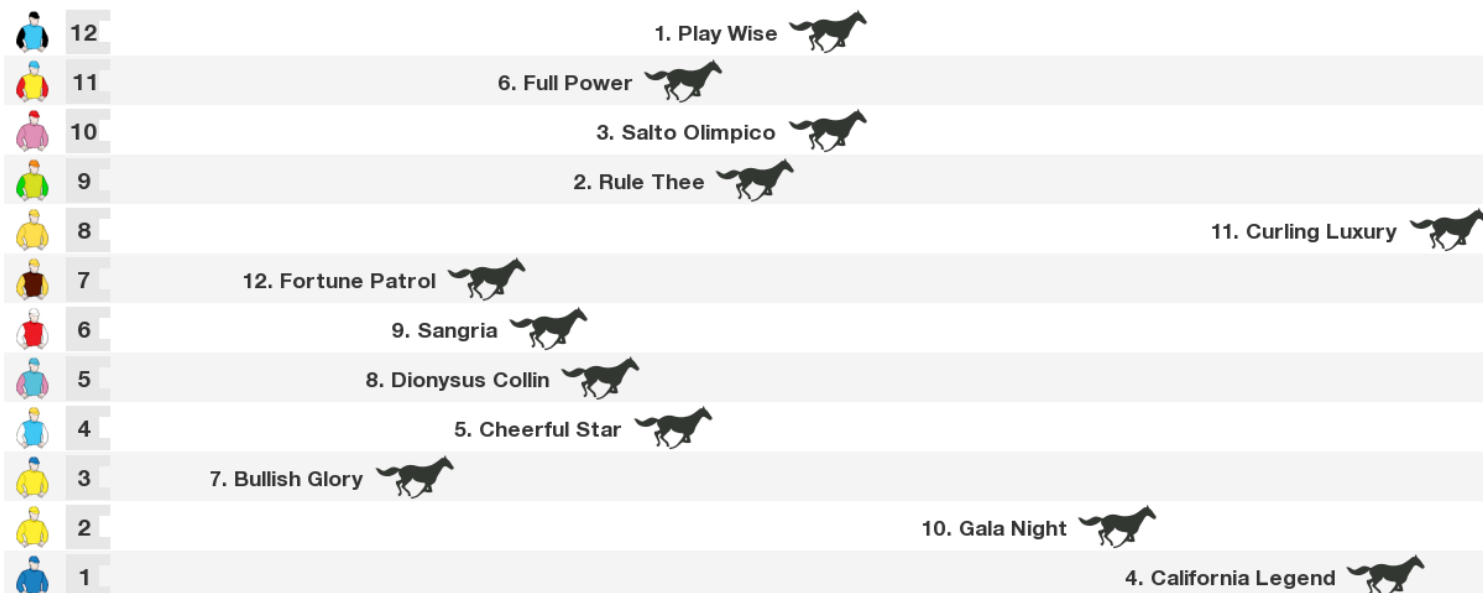 12 1. Play Wise
11 6. Full Power
10 3. Salto Olimpico
9 2. Rule Thee
8 11. Curling Luxury
7 12. Fortune Patrol
6 9. Sangria
5 8. Dionysus Collin
4 5. Cheerful Star
3 7. Bullish Glory
2 10. Gala Night
1 4. California Legend